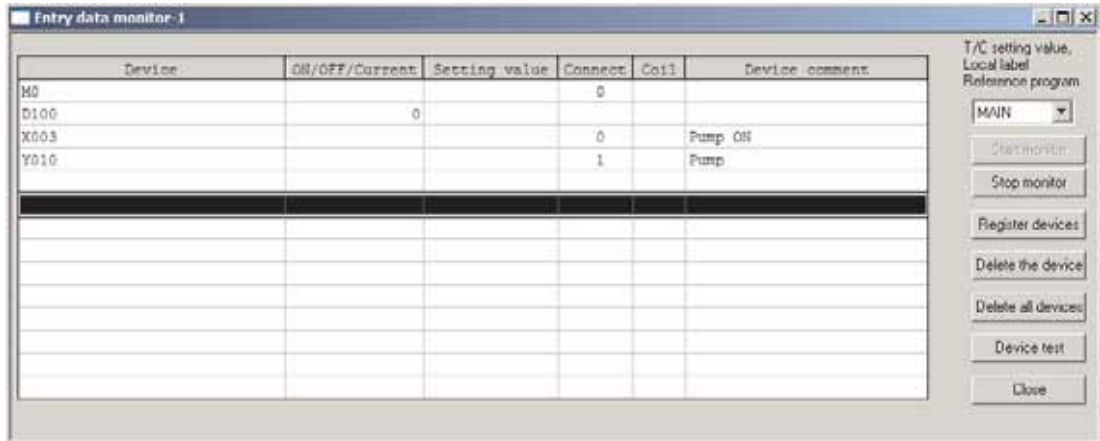 Entry data monitor-1
T/C setting value,
Local label
Reference program
Device ON/OFF/Current Setting value Connect Coil Device comment
M0 0
D100 0
X003 0 Pump ON
Y010 1 Pump
MAIN
Start monitor
Stop monitor
Register devices
Delete the device
Delete all devices
Device test
Close